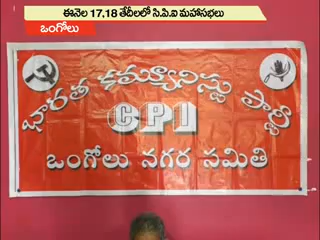 ఈనెల 17,18 తేదీలలో సి.పి.ఐ మహాసభలు
ఒంగోలు
భారత కమ్యూనిస్టు పార్టీ
CPI
ఒంగోలు నగర సమితి